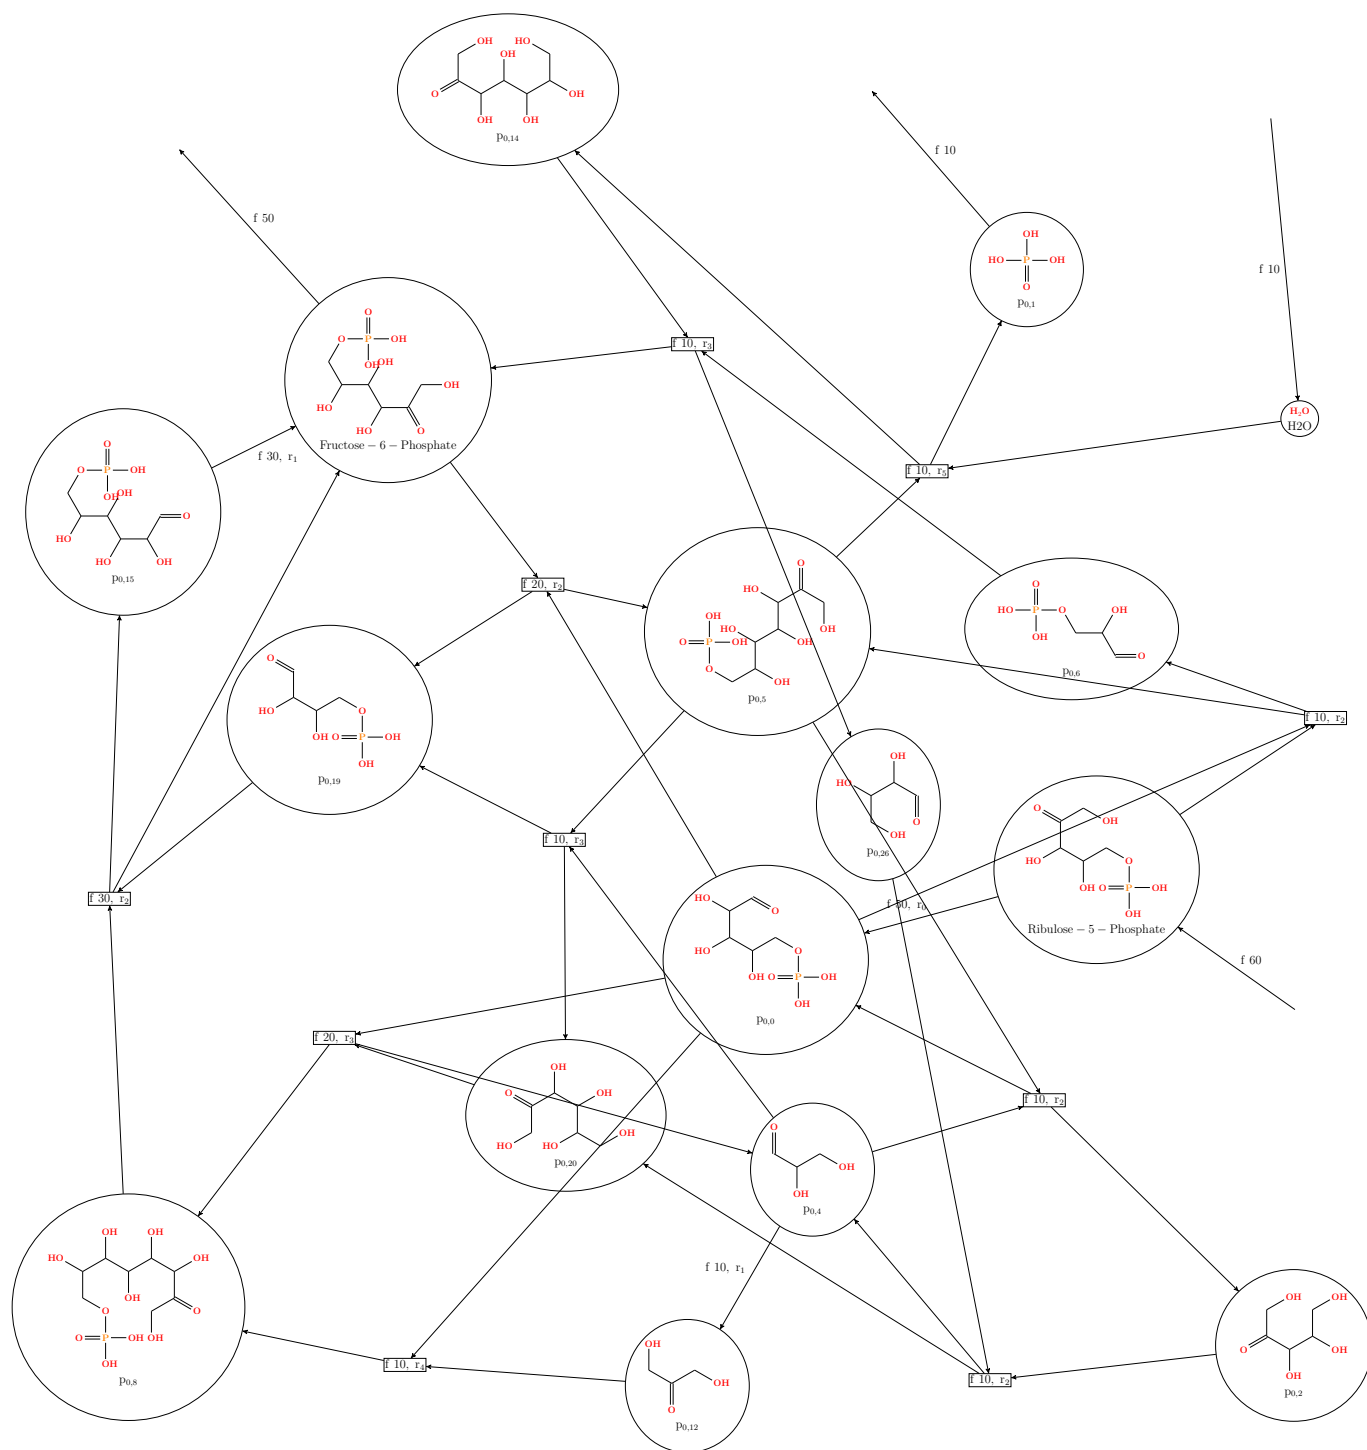 OH
HO
OH
O
OH
OH
OH
p0,14
f 10
f 50
OH
HO
P
OH
O
p0,1
f 10
O
O
P
OH
OH
OH
OH
HO
HO
O
Fructose − 6 − Phosphate
f 10, r3
H2O
H2O
O
O
P
OH
OH
OH
O
HO
HO
OH
p0,15
f 30, r1
f 10, r5
f 20, r2
O
HO
OH
OH
O
P
OH
HO
HO
OH
O
OH
p0,5
O
HO
P
O
OH
OH
O
p0,6
O
HO
O
OH
O
P
OH
OH
p0,19
f 10, r2
OH
HO
O
OH
p0,26
f 10, r3
O
OH
HO
O
OH
O
P
OH
OH
Ribulose − 5 − Phosphate
f 30, r2
HO
O
HO
O
OH
O
P
OH
OH
p0,0
f 50, r0
f 60
f 20, r3
OH
O
OH
HO
HO
OH
p0,20
f 10, r2
O
OH
OH
p0,4
OH
OH
HO
OH
OH
O
O
O
P
OH
OH
OH
p0,8
f 10, r1
f 10, r4
OH
OH
O
p0,12
f 10, r2
OH
OH
O
OH
OH
p0,2